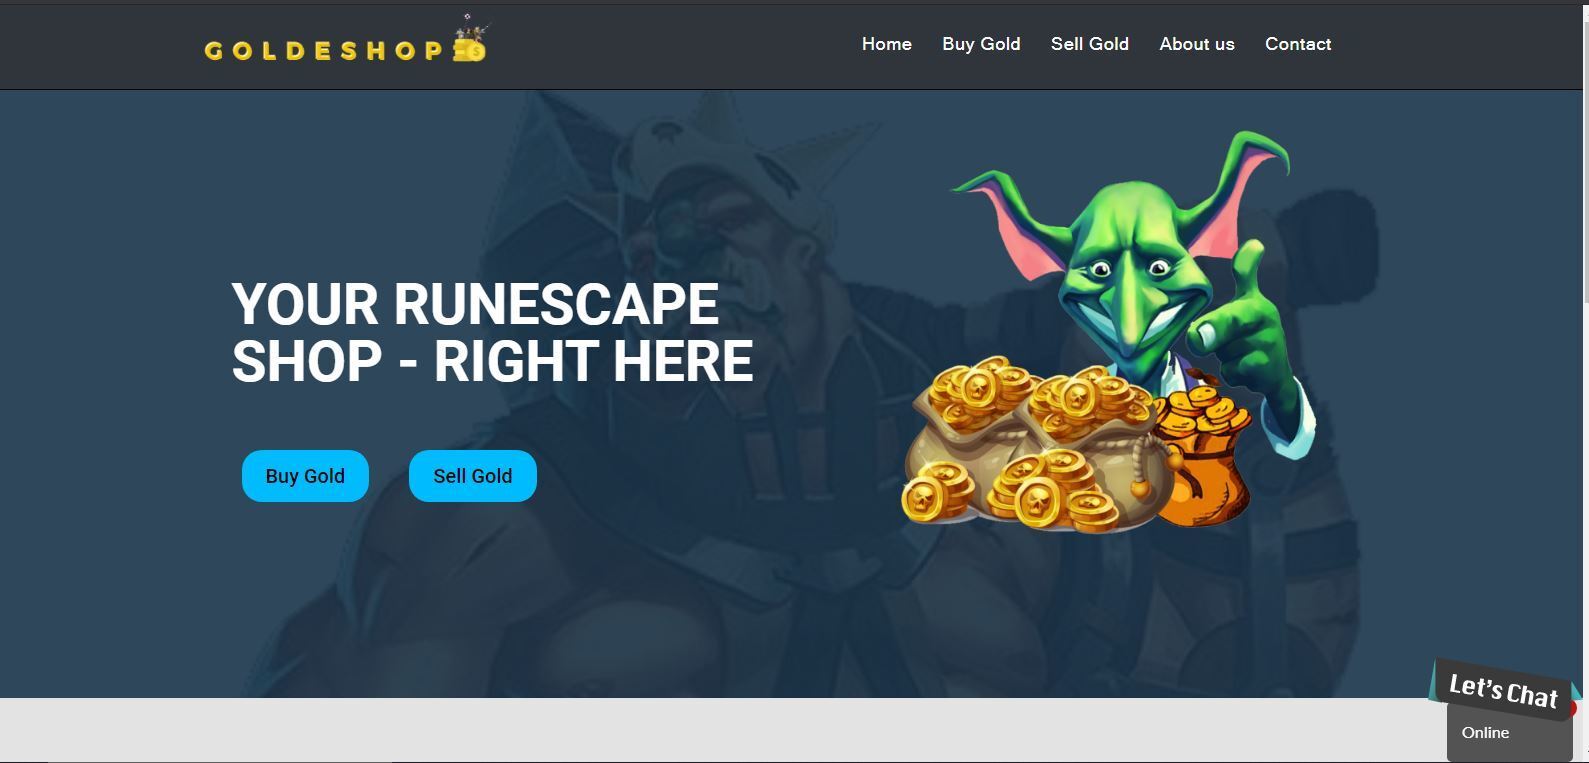 GOLDESHOP
Home
Buy Gold
Sell Gold
About us
Contact
YOUR RUNESCAPE
SHOP - RIGHT HERE
Buy Gold
Sell Gold
Let's Chat
Online